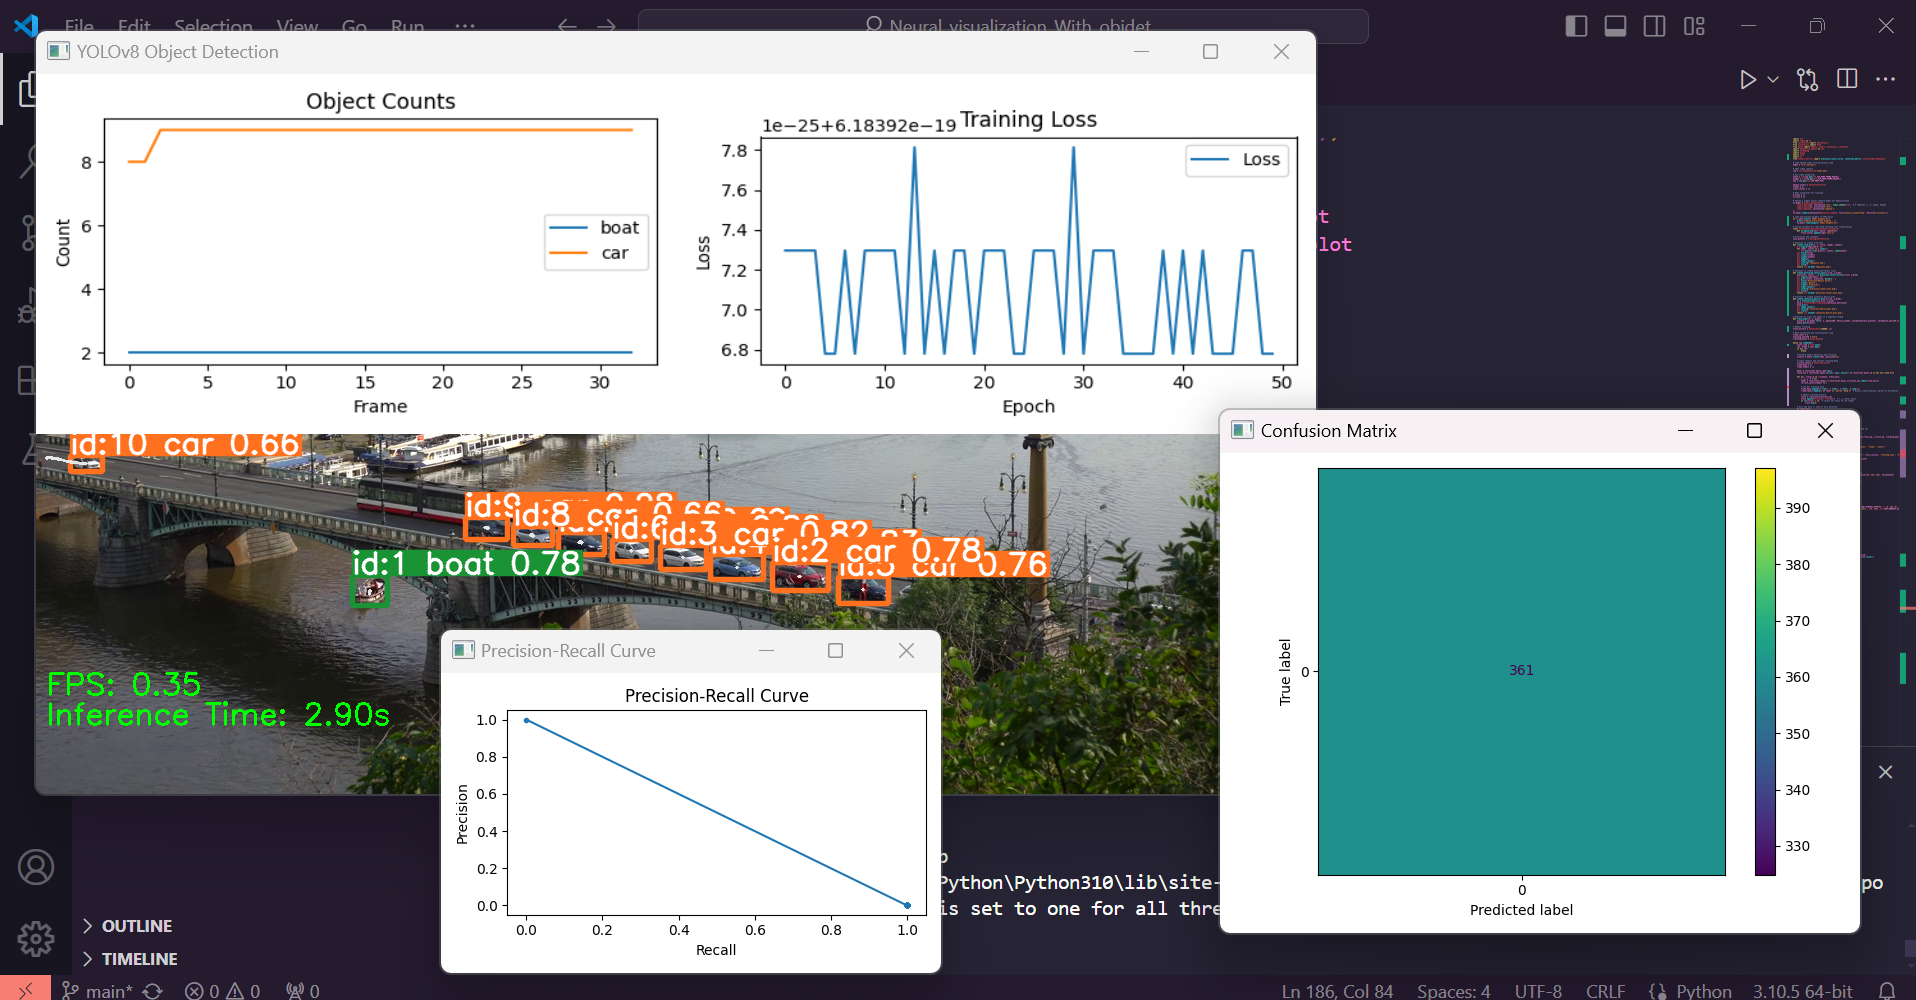 File Edit Selection View Go Run ...
Neural_visualization_With_objdet
YOLOv8 Object Detection
Object Counts
8
6
4
2
Count
boat
car
0 5 10 15 20 25 30
Frame
1e−25+6.18392e−19 Training Loss
7.8
7.6
7.4
7.2
7.0
6.8
Loss
Loss
0 10 20 30 40 50
Epoch
t
lot
id:10 car 0.66
id:8 car 0.66
id:3 car 0.82
id:2 car 0.78
car 0.76
id:1 boat 0.78
FPS: 0.35
Inference Time: 2.90s
Precision-Recall Curve
Precision-Recall Curve
1.0
0.8
0.6
0.4
0.2
0.0
Precision
0.0 0.2 0.4 0.6 0.8 1.0
Recall
Confusion Matrix
True label
0
361
0
Predicted label
390
380
370
360
350
340
330
Python\Python310\lib\site-
po
is set to one for all thre
OUTLINE
TIMELINE
main* 0 0 0
Ln 186, Col 84 Spaces: 4 UTF-8 CRLF Python 3.10.5 64-bit